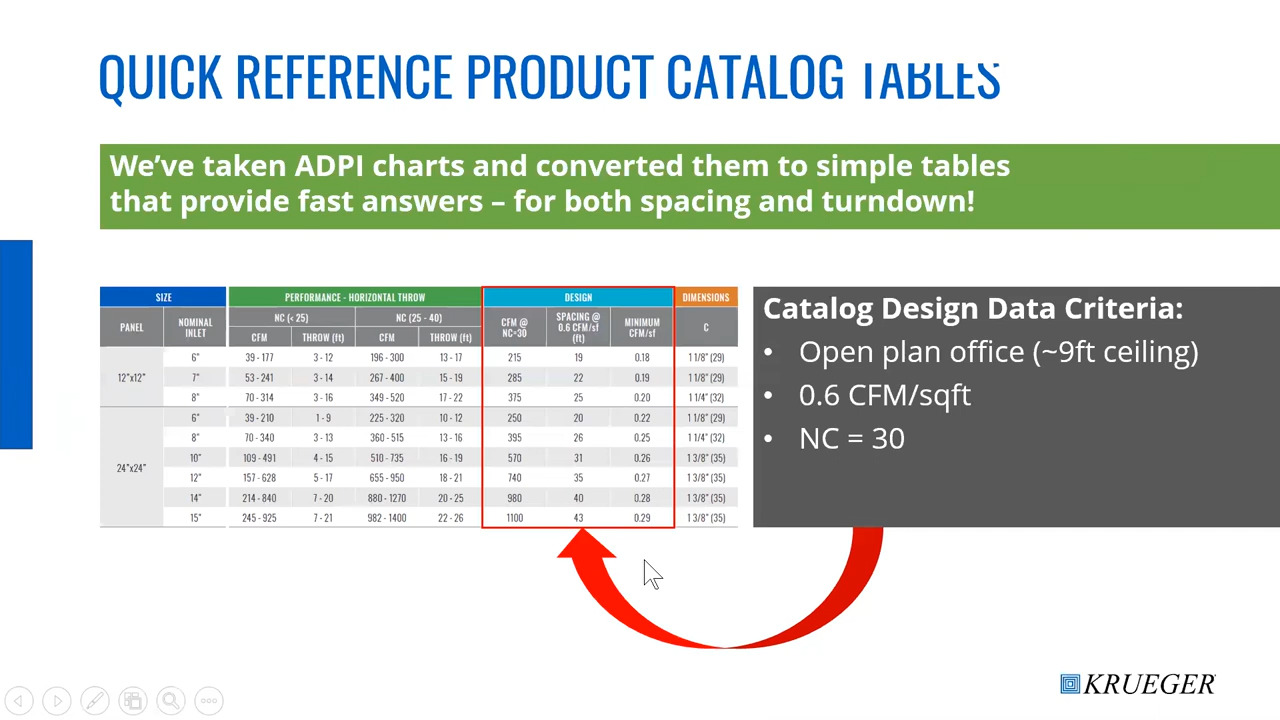 QUICK REFERENCE PRODUCT CATALOG TABLES
We’ve taken ADPI charts and converted them to simple tables
that provide fast answers – for both spacing and turndown!
SIZE PERFORMANCE - HORIZONTAL THROW DESIGN DIMENSIONS
PANEL NOMINAL INLET NC (< 25) NC (25 - 40) CFM @ NC=30 SPACING @ 0.6 CFM/sf (ft) MINIMUM CFM/sf C
CFM THROW (ft) CFM THROW (ft)
12"x12" 6" 39 - 177 3 - 12 196 - 300 13 - 17 215 19 0.18 1 1/8" (29)
7" 53 - 241 3 - 14 267 - 400 15 - 19 285 22 0.19 1 1/8" (29)
8" 70 - 314 3 - 16 349 - 520 17 - 22 375 25 0.20 1 1/4" (32)
24"x24" 6" 39 - 210 1 - 9 225 - 320 10 - 12 250 20 0.22 1 1/8" (29)
8" 70 - 340 3 - 13 360 - 515 13 - 16 395 26 0.25 1 1/4" (32)
10" 109 - 491 4 - 15 510 - 735 16 - 19 570 31 0.26 1 3/8" (35)
12" 157 - 628 5 - 17 655 - 950 18 - 21 740 35 0.27 1 3/8" (35)
14" 214 - 840 7 - 20 880 - 1270 20 - 25 980 40 0.28 1 3/8" (35)
15" 245 - 925 7 - 21 982 - 1400 22 - 26 1100 43 0.29 1 3/8" (35)
Catalog Design Data Criteria:
• Open plan office (~9ft ceiling)
• 0.6 CFM/sqft
• NC = 30
KRUEGER